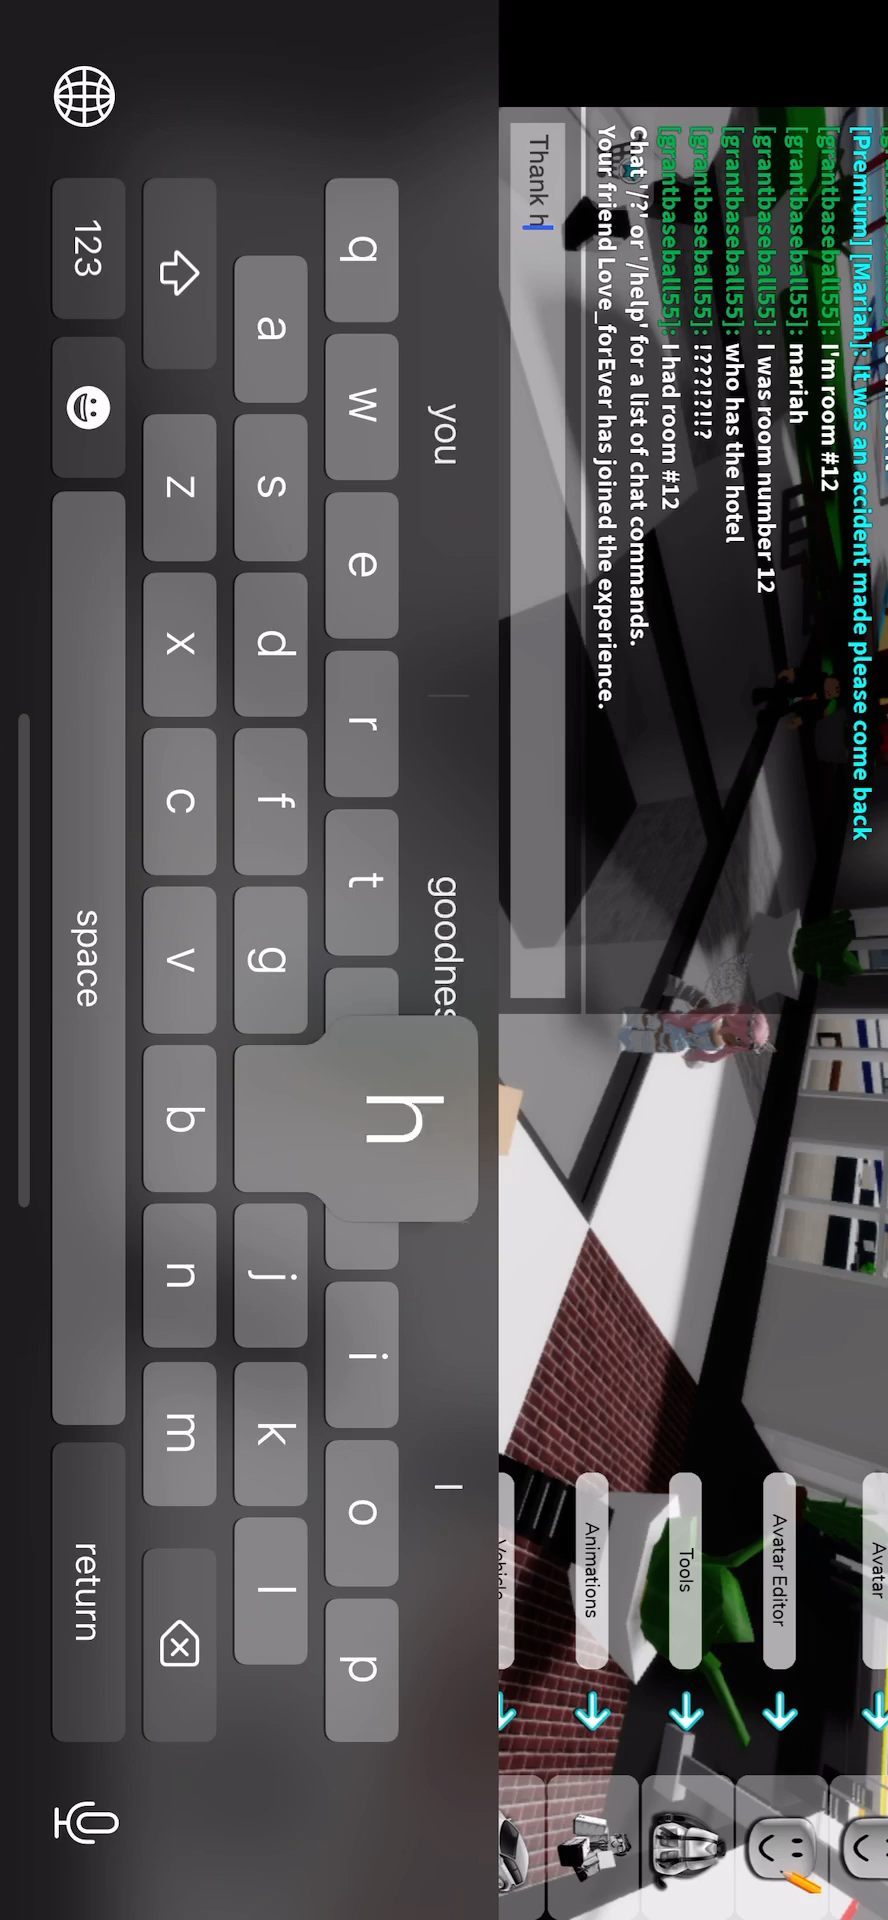 [Premium] [Mariah]: It was an accident made please come back
[grantbaseball55]: I'm room #12
[grantbaseball55]: mariah
[grantbaseball55]: I was room number 12
[grantbaseball55]: who has the hotel
[grantbaseball55]: !???!?!!?
[grantbaseball55]: I had room #12
Chat '/?' or '/help' for a list of chat commands.
Your friend Love_forEver has joined the experience.
Thank h
Avatar
Avatar Editor
Tools
Animations
Vehicle
you
I
q w e r t i o p
a s d f g h j k l
z x c v b n m
123 space return